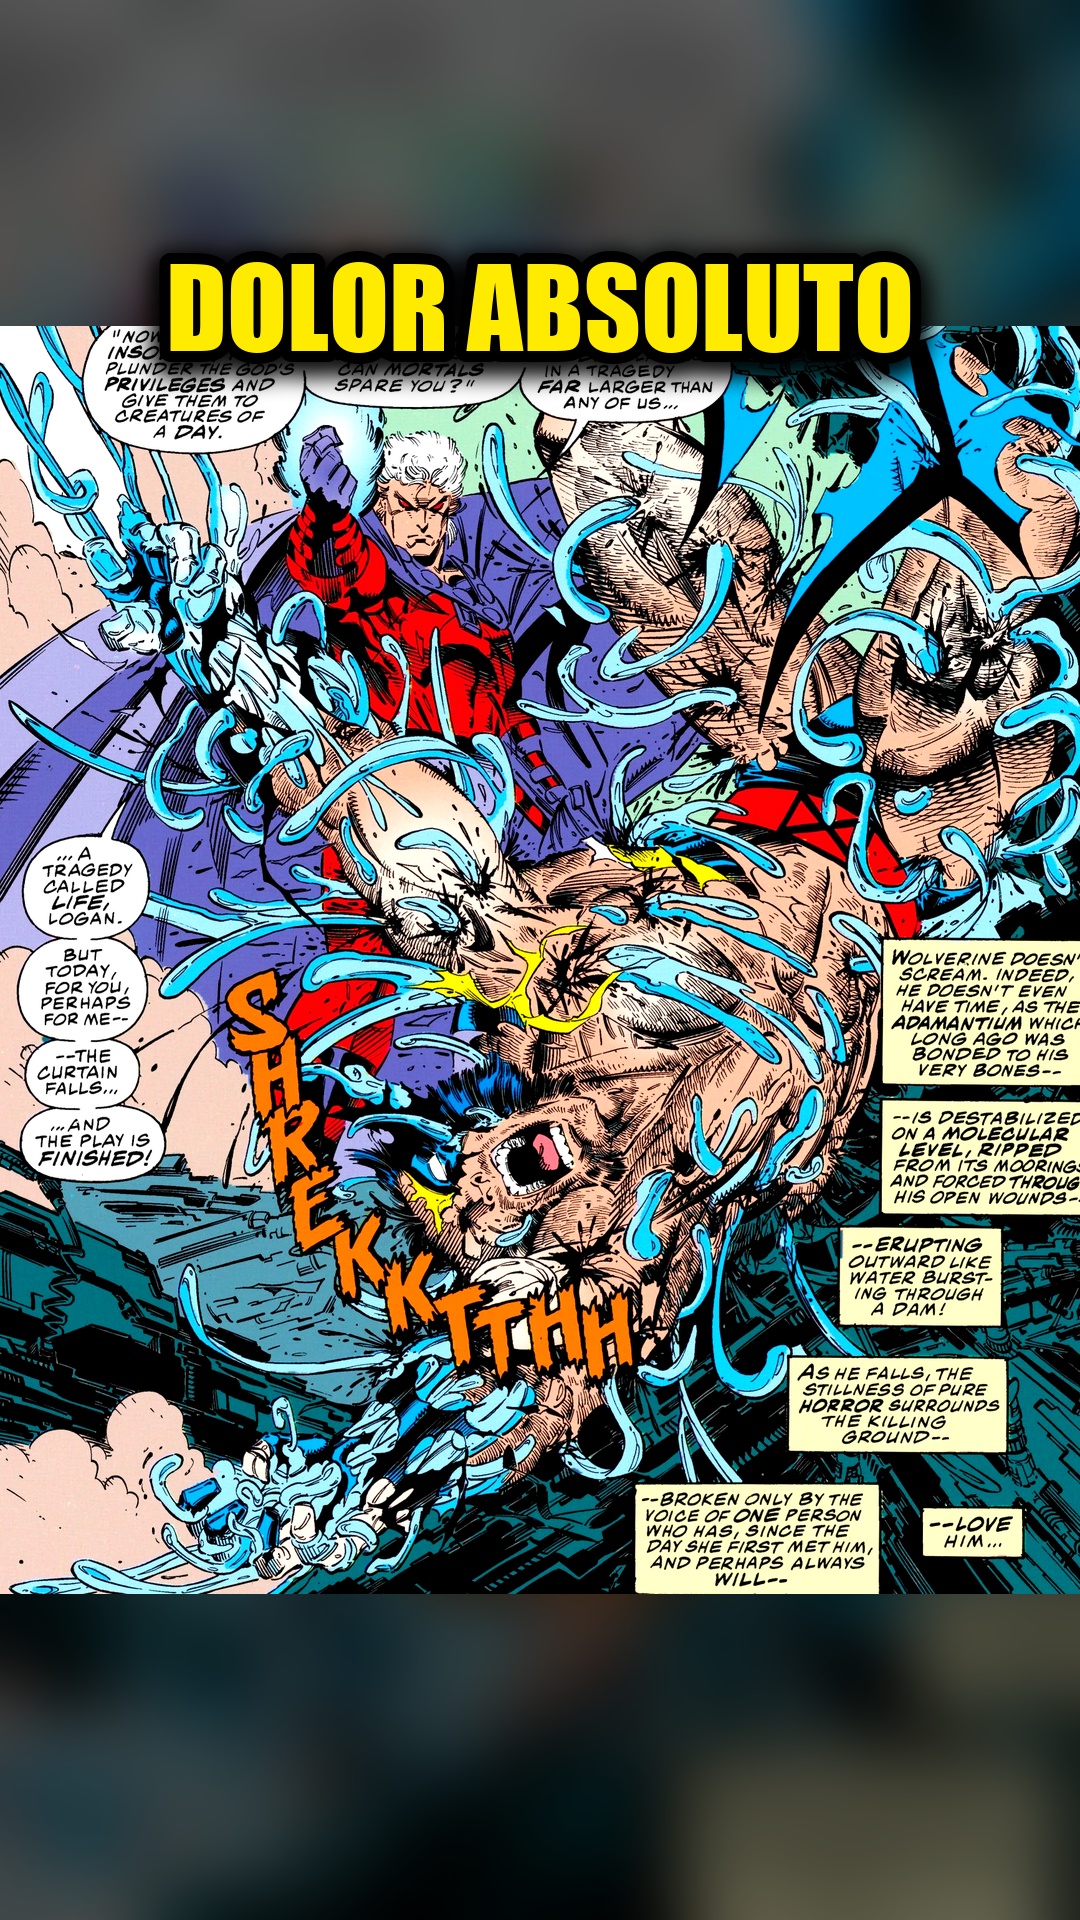 DOLOR ABSOLUTO
"NOW
INSO
PLUNDER THE GOD'S
PRIVILEGES AND
GIVE THEM TO
CREATURES OF
A DAY.
CAN MORTALS
SPARE YOU?"
IN A TRAGEDY
FAR LARGER THAN
ANY OF US...
...A
TRAGEDY
CALLED
LIFE,
LOGAN.
BUT
TODAY,
FOR YOU,
PERHAPS
FOR ME--
--THE
CURTAIN
FALLS...
...AND
THE PLAY IS
FINISHED!
SHREKKTTHH
WOLVERINE DOESN'T
SCREAM. INDEED,
HE DOESN'T EVEN
HAVE TIME, AS THE
ADAMANTIUM WHICH
LONG AGO WAS
BONDED TO HIS
VERY BONES--
--IS DESTABILIZED
ON A MOLECULAR
LEVEL, RIPPED
FROM ITS MOORINGS
AND FORCED THROUG
HIS OPEN WOUNDS--
--ERUPTING
OUTWARD LIKE
WATER BURST-
ING THROUGH
A DAM!
AS HE FALLS, THE
STILLNESS OF PURE
HORROR SURROUNDS
THE KILLING
GROUND--
--BROKEN ONLY BY THE
VOICE OF ONE PERSON
WHO HAS, SINCE THE
DAY SHE FIRST MET HIM,
AND PERHAPS ALWAYS
WILL--
--LOVE
HIM...